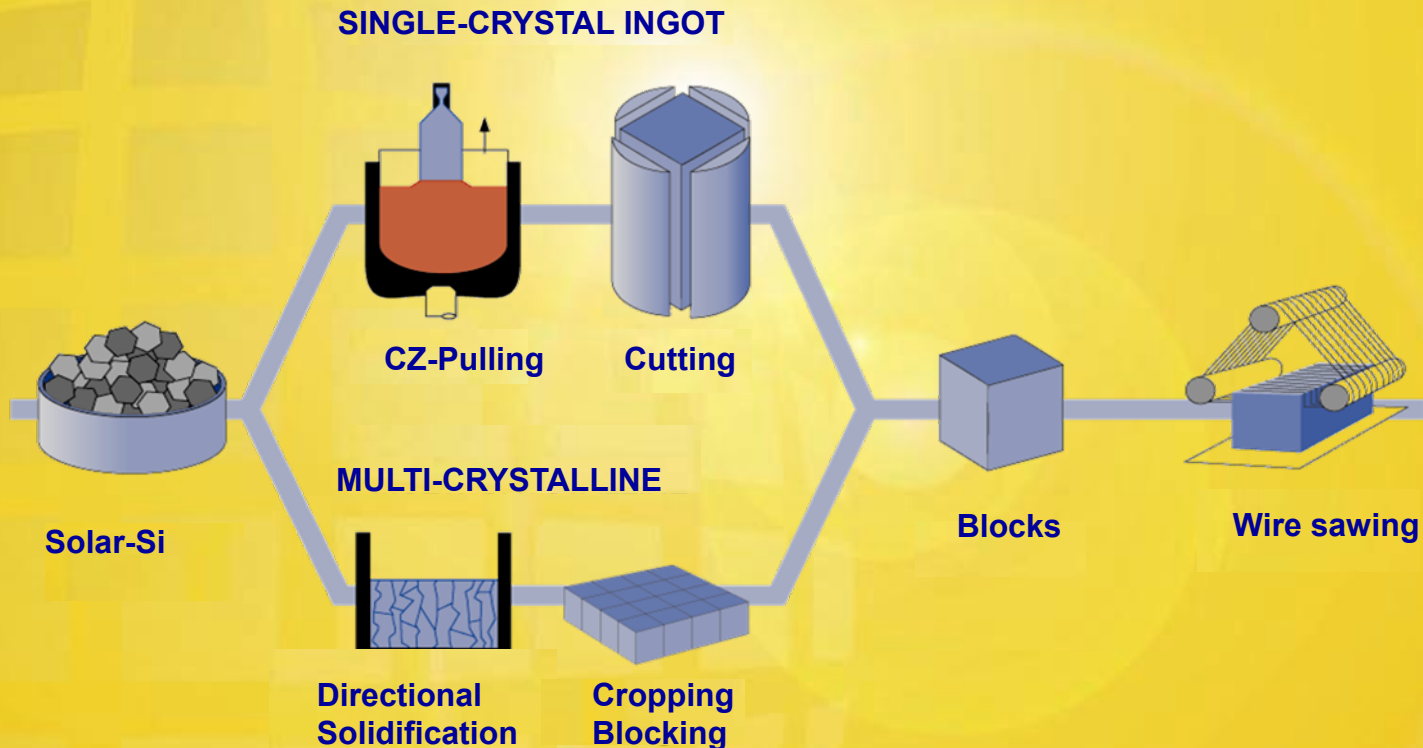 SINGLE-CRYSTAL INGOT
CZ-Pulling
Cutting
MULTI-CRYSTALLINE
Solar-Si
Blocks
Wire sawing
Directional
Solidification
Cropping
Blocking